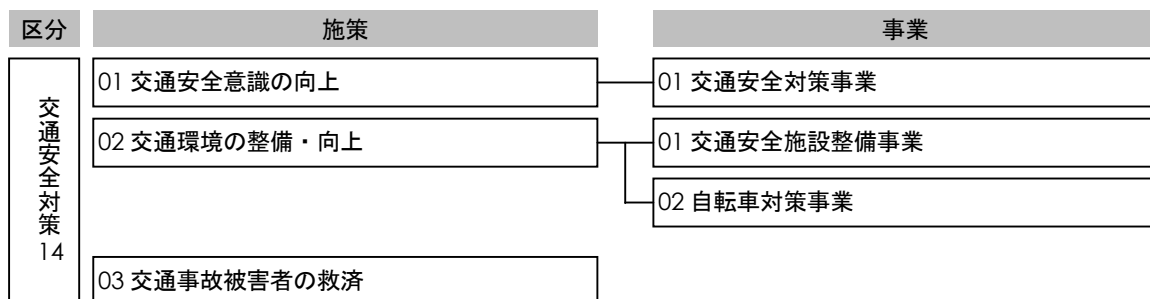 区分 施策 事業
交通安全対策14
01 交通安全意識の向上 01 交通安全対策事業
02 交通環境の整備・向上 01 交通安全施設整備事業
02 自転車対策事業
03 交通事故被害者の救済